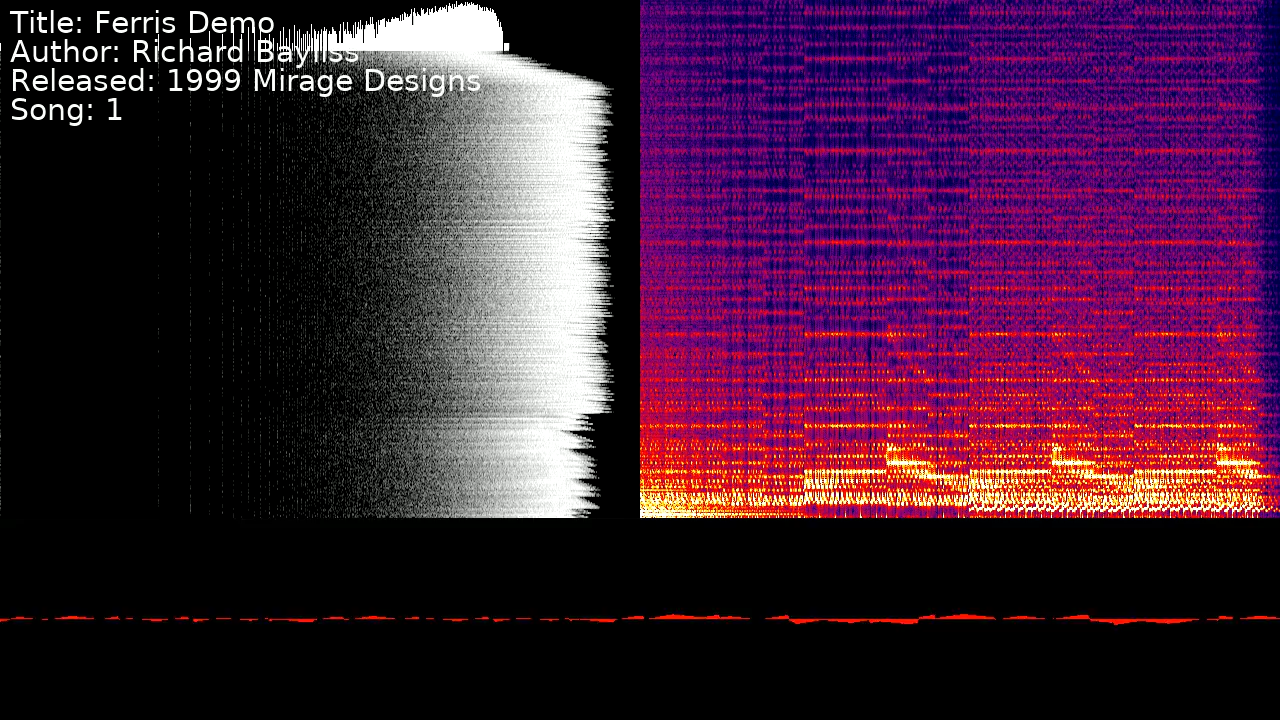 Title: Ferris Demo
Author: Richard Bayliss
Released: 1999 Mirage Designs
Song: 1